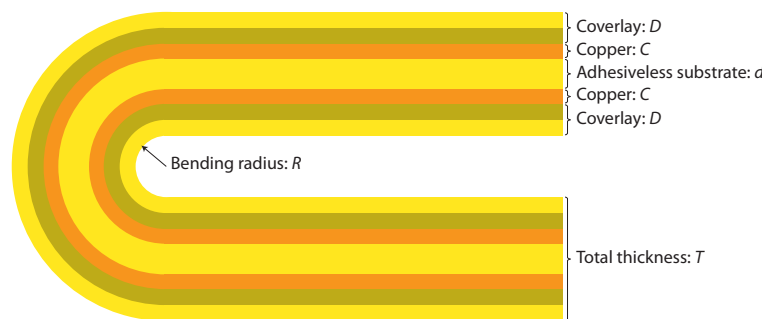 Coverlay: D
Copper: C
Adhesiveless substrate: d
Copper: C
Coverlay: D
Bending radius: R
Total thickness: T